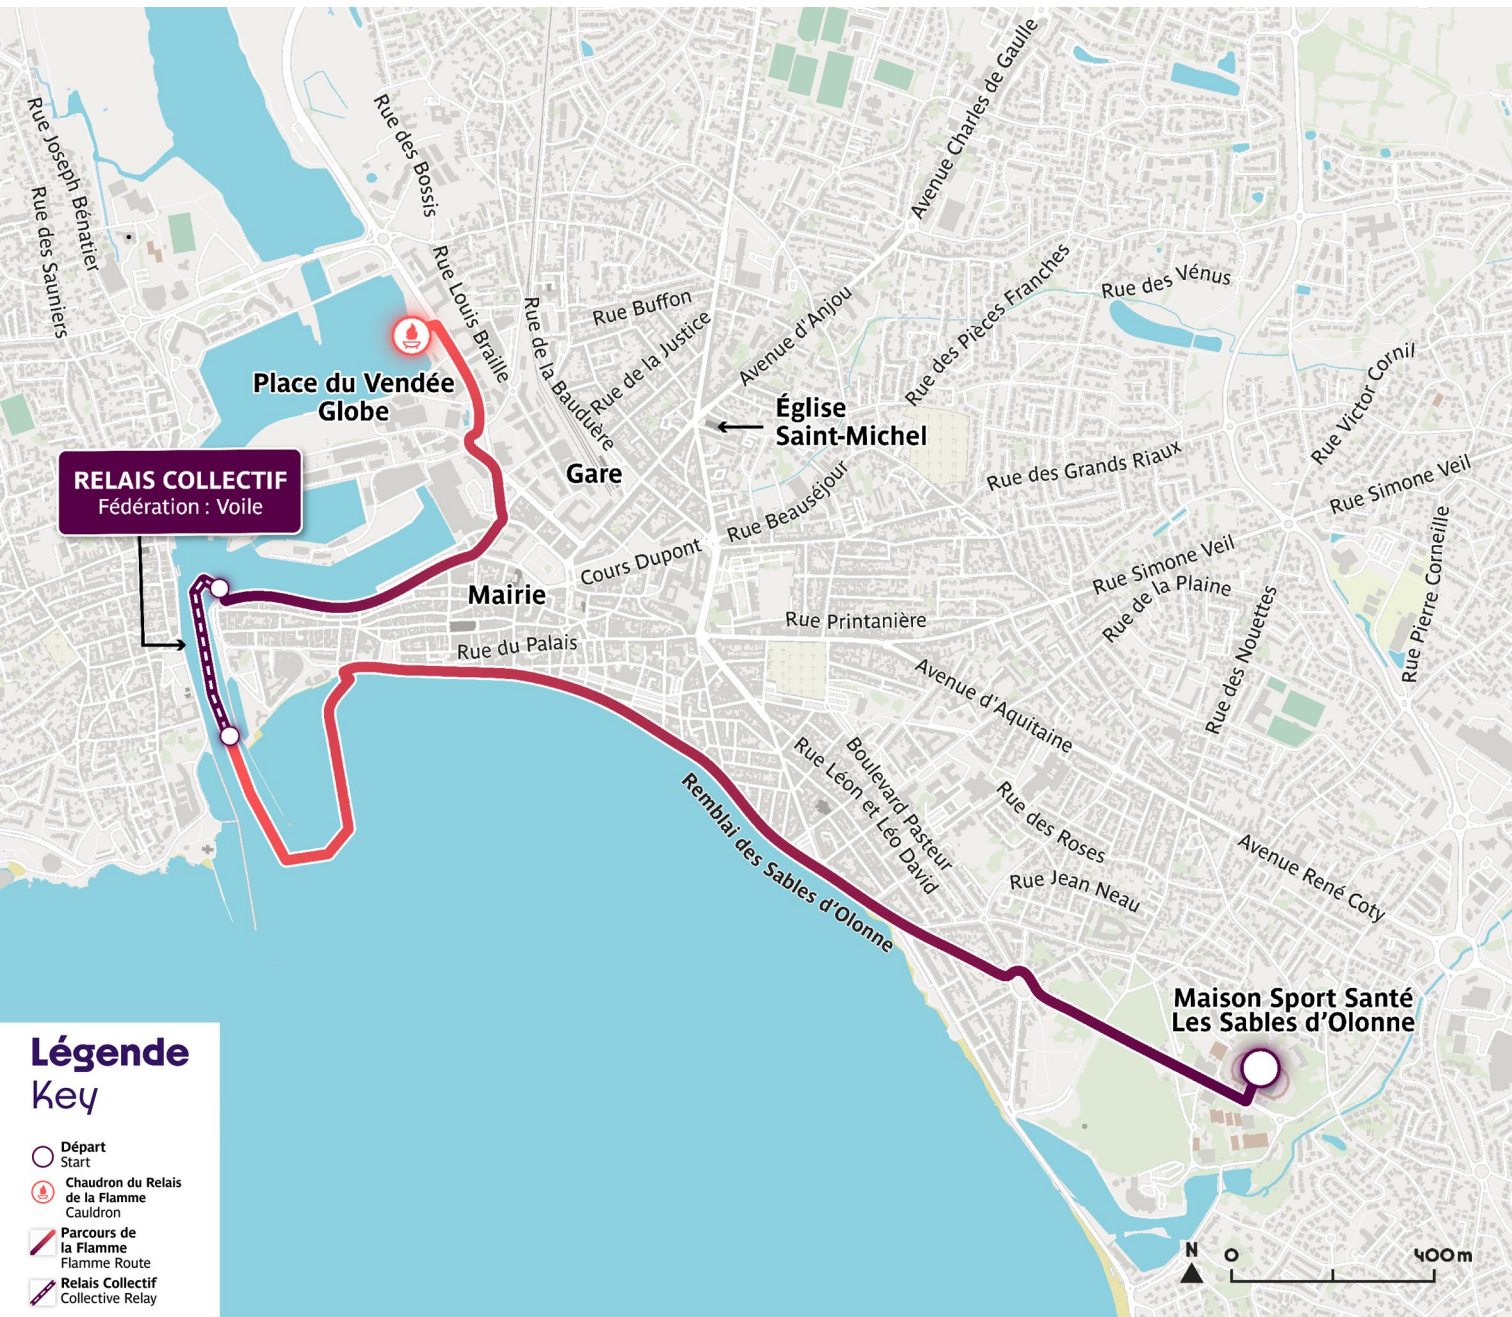 Rue Joseph Bénatier
Rue des Sauniers
Rue des Bossis
Avenue Charles de Gaulle
Rue Louis Braille
Rue de la Bauduère
Rue Buffon
Rue de la Justice
Avenue d'Anjou
Rue des Pièces Franches
Rue des Vénus
Rue Victor Cornil
Place du Vendée
Globe
Église
Saint-Michel
Gare
RELAIS COLLECTIF
Fédération : Voile
Rue Beauséjour
Rue des Grands Riaux
Rue Simone Veil
Rue Pierre Corneille
Cours Dupont
Mairie
Rue du Palais
Rue Printanière
Rue Simone Veil
Rue de la Plaine
Rue des Nouettes
Avenue d'Aquitaine
Boulevard Pasteur
Rue Léon et Léo David
Remblai des Sables d'Olonne
Rue des Roses
Rue Jean Neau
Avenue René Coty
Maison Sport Santé
Les Sables d'Olonne
Légende
Key
Départ
Start
Chaudron du Relais
de la Flamme
Cauldron
Parcours de
la Flamme
Flamme Route
Relais Collectif
Collective Relay
N
0
400m